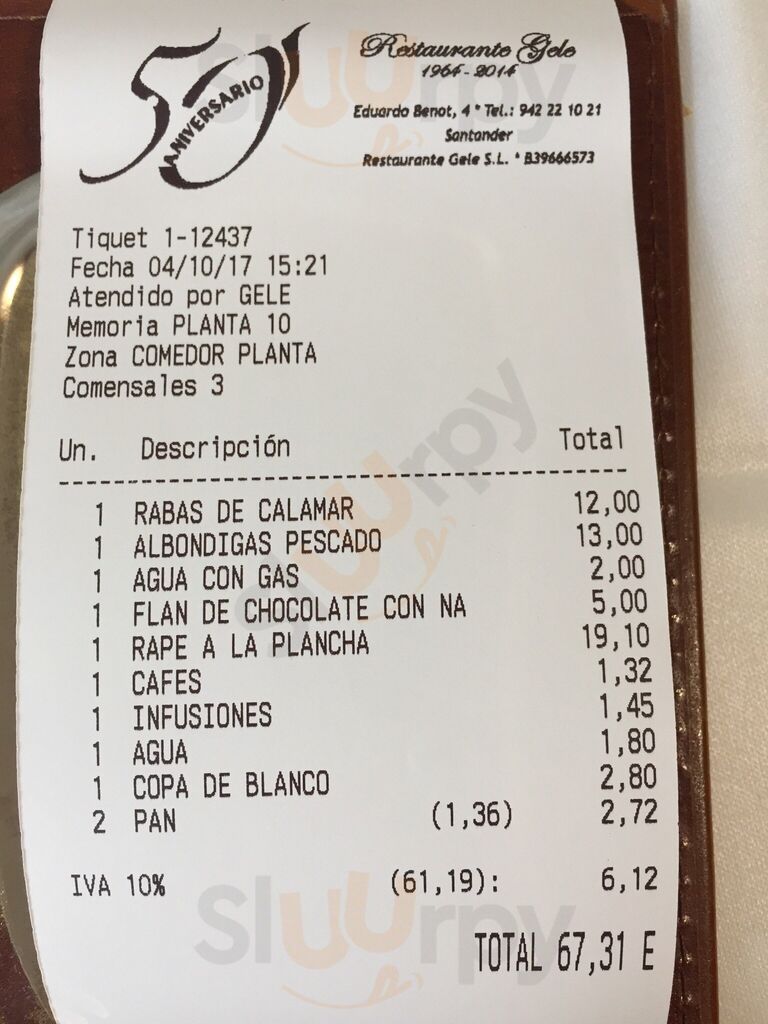 50
ANIVERSARIO
Restaurante Gele
1964 - 2014
Eduardo Benot, 4 * Tel.: 942 22 10 21
Santander
Restaurante Gele S.L. * B39666573
Tiquet 1-12437
Fecha 04/10/17 15:21
Atendido por GELE
Memoria PLANTA 10
Zona COMEDOR PLANTA
Comensales 3
Un. Descripción Total
1 RABAS DE CALAMAR 12,00
1 ALBONDIGAS PESCADO 13,00
1 AGUA CON GAS 2,00
1 FLAN DE CHOCOLATE CON NA 5,00
1 RAPE A LA PLANCHA 19,10
1 CAFES 1,32
1 INFUSIONES 1,45
1 AGUA 1,80
1 COPA DE BLANCO 2,80
2 PAN (1,36) 2,72
IVA 10% (61,19): 6,12
TOTAL 67,31 E
Sluurpy
Sluurpy
Sluurpy